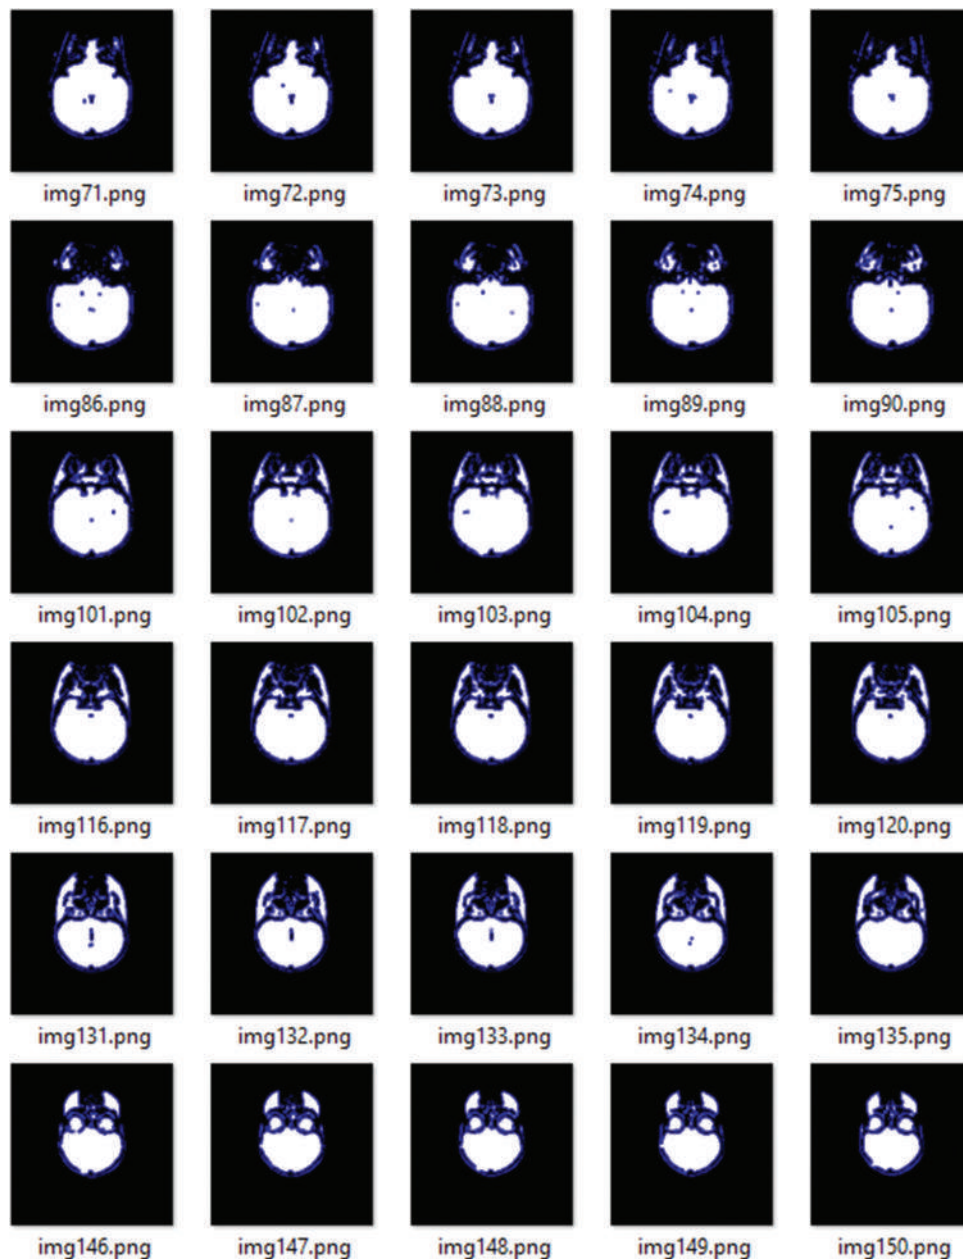 img71.png img72.png img73.png img74.png img75.png
img86.png img87.png img88.png img89.png img90.png
img101.png img102.png img103.png img104.png img105.png
img116.png img117.png img118.png img119.png img120.png
img131.png img132.png img133.png img134.png img135.png
img146.png img147.png img148.png img149.png img150.png